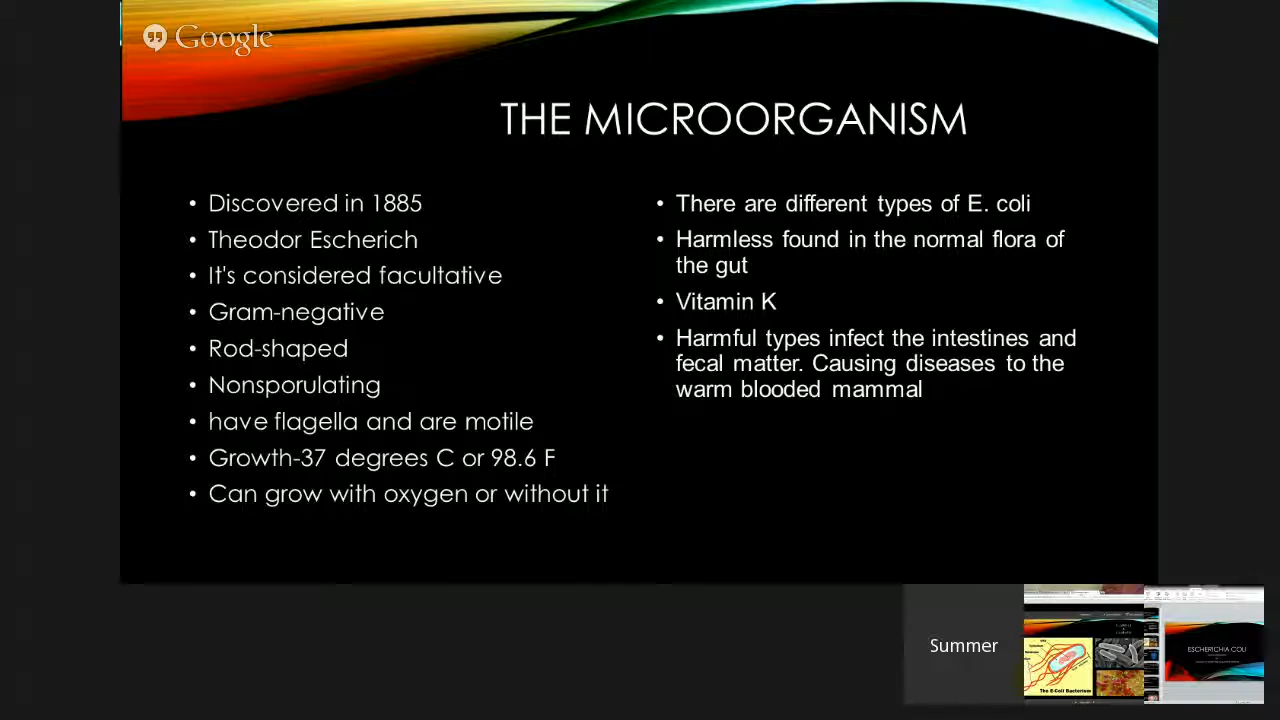 Google
THE MICROORGANISM
• Discovered in 1885
• Theodor Escherich
• It's considered facultative
• Gram-negative
• Rod-shaped
• Nonsporulating
• have flagella and are motile
• Growth-37 degrees C or 98.6 F
• Can grow with oxygen or without it
• There are different types of E. coli
• Harmless found in the normal flora of
the gut
• Vitamin K
• Harmful types infect the intestines and
fecal matter. Causing diseases to the
warm blooded mammal
Summer
The E-Coli Bacterium
ESCHERICHIA COLI